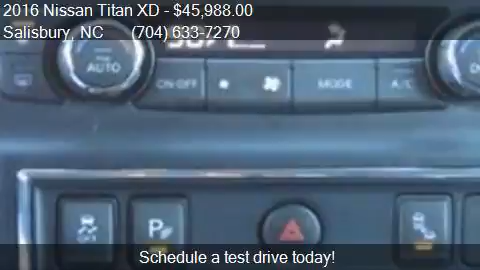 2016 Nissan Titan XD - $45,988.00
Salisbury, NC (704) 633-7270
AUTO
ON·OFF
MODE
A/C
OFF
P
Schedule a test drive today!